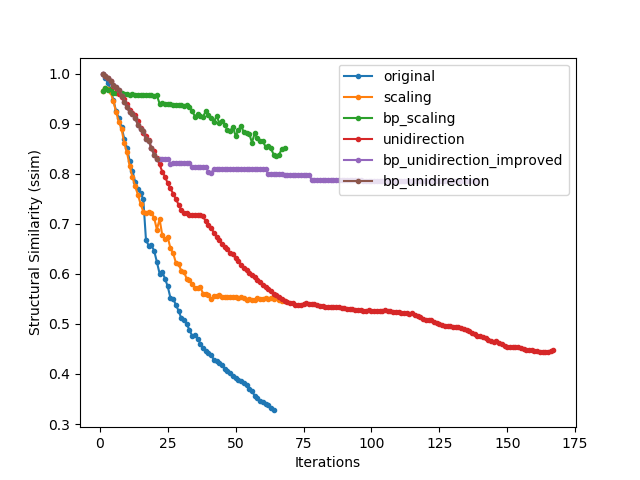 1.0
0.9
0.8
0.7
0.6
0.5
0.4
0.3
Structural Similarity (ssim)
0 25 50 75 100 125 150 175
Iterations
original
scaling
bp_scaling
unidirection
bp_unidirection_improved
bp_unidirection